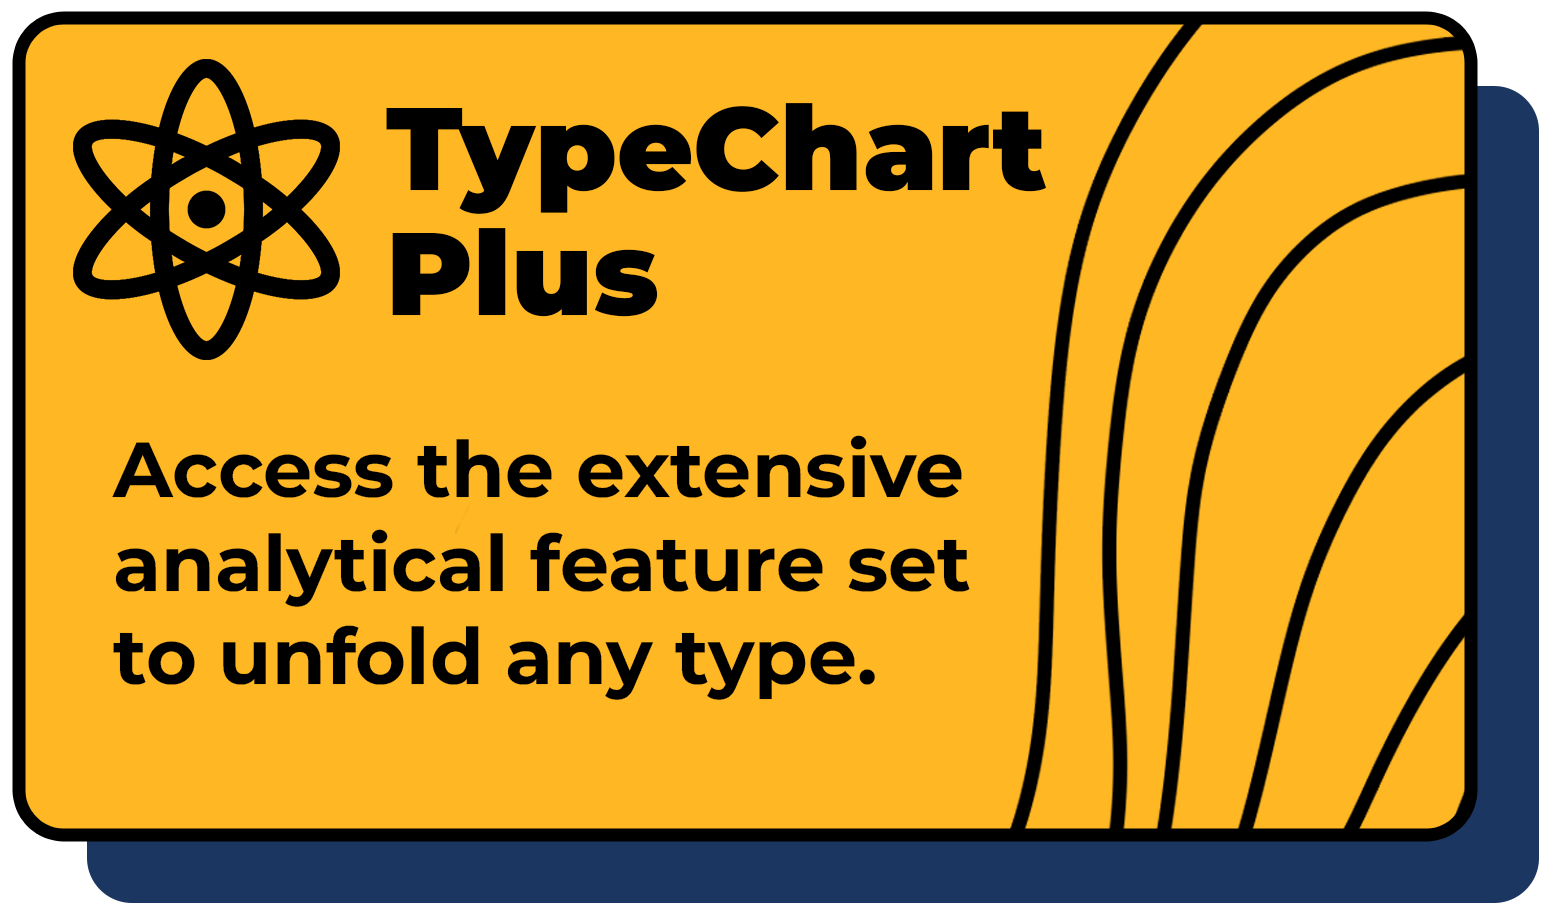 TypeChart
Plus
Access the extensive
analytical feature set
to unfold any type.